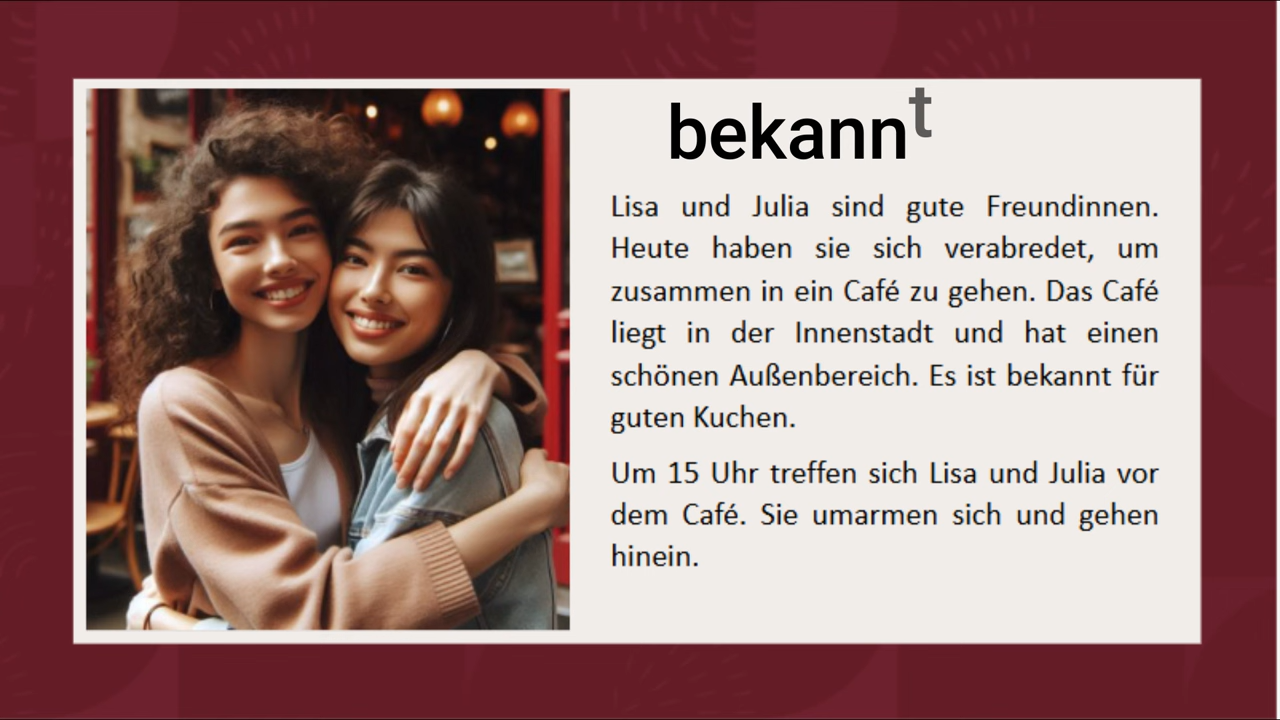 bekannt
Lisa und Julia sind gute Freundinnen.
Heute haben sie sich verabredet, um
zusammen in ein Café zu gehen. Das Café
liegt in der Innenstadt und hat einen
schönen Außenbereich. Es ist bekannt für
guten Kuchen.
Um 15 Uhr treffen sich Lisa und Julia vor
dem Café. Sie umarmen sich und gehen
hinein.